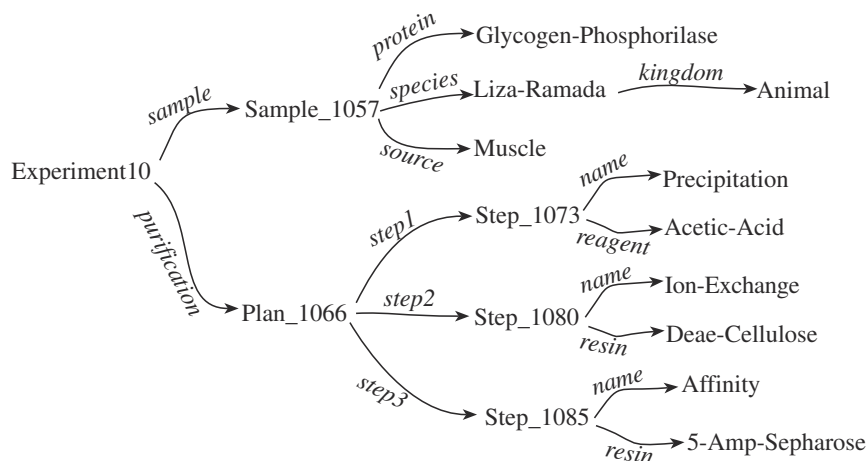 protein
Glycogen-Phosphorilase
sample
Sample_1057
species
Liza-Ramada
kingdom
Animal
source
Muscle
Experiment10
purification
Plan_1066
step1
Step_1073
name
Precipitation
reagent
Acetic-Acid
step2
Step_1080
name
Ion-Exchange
resin
Deae-Cellulose
step3
Step_1085
name
Affinity
resin
5-Amp-Sepharose